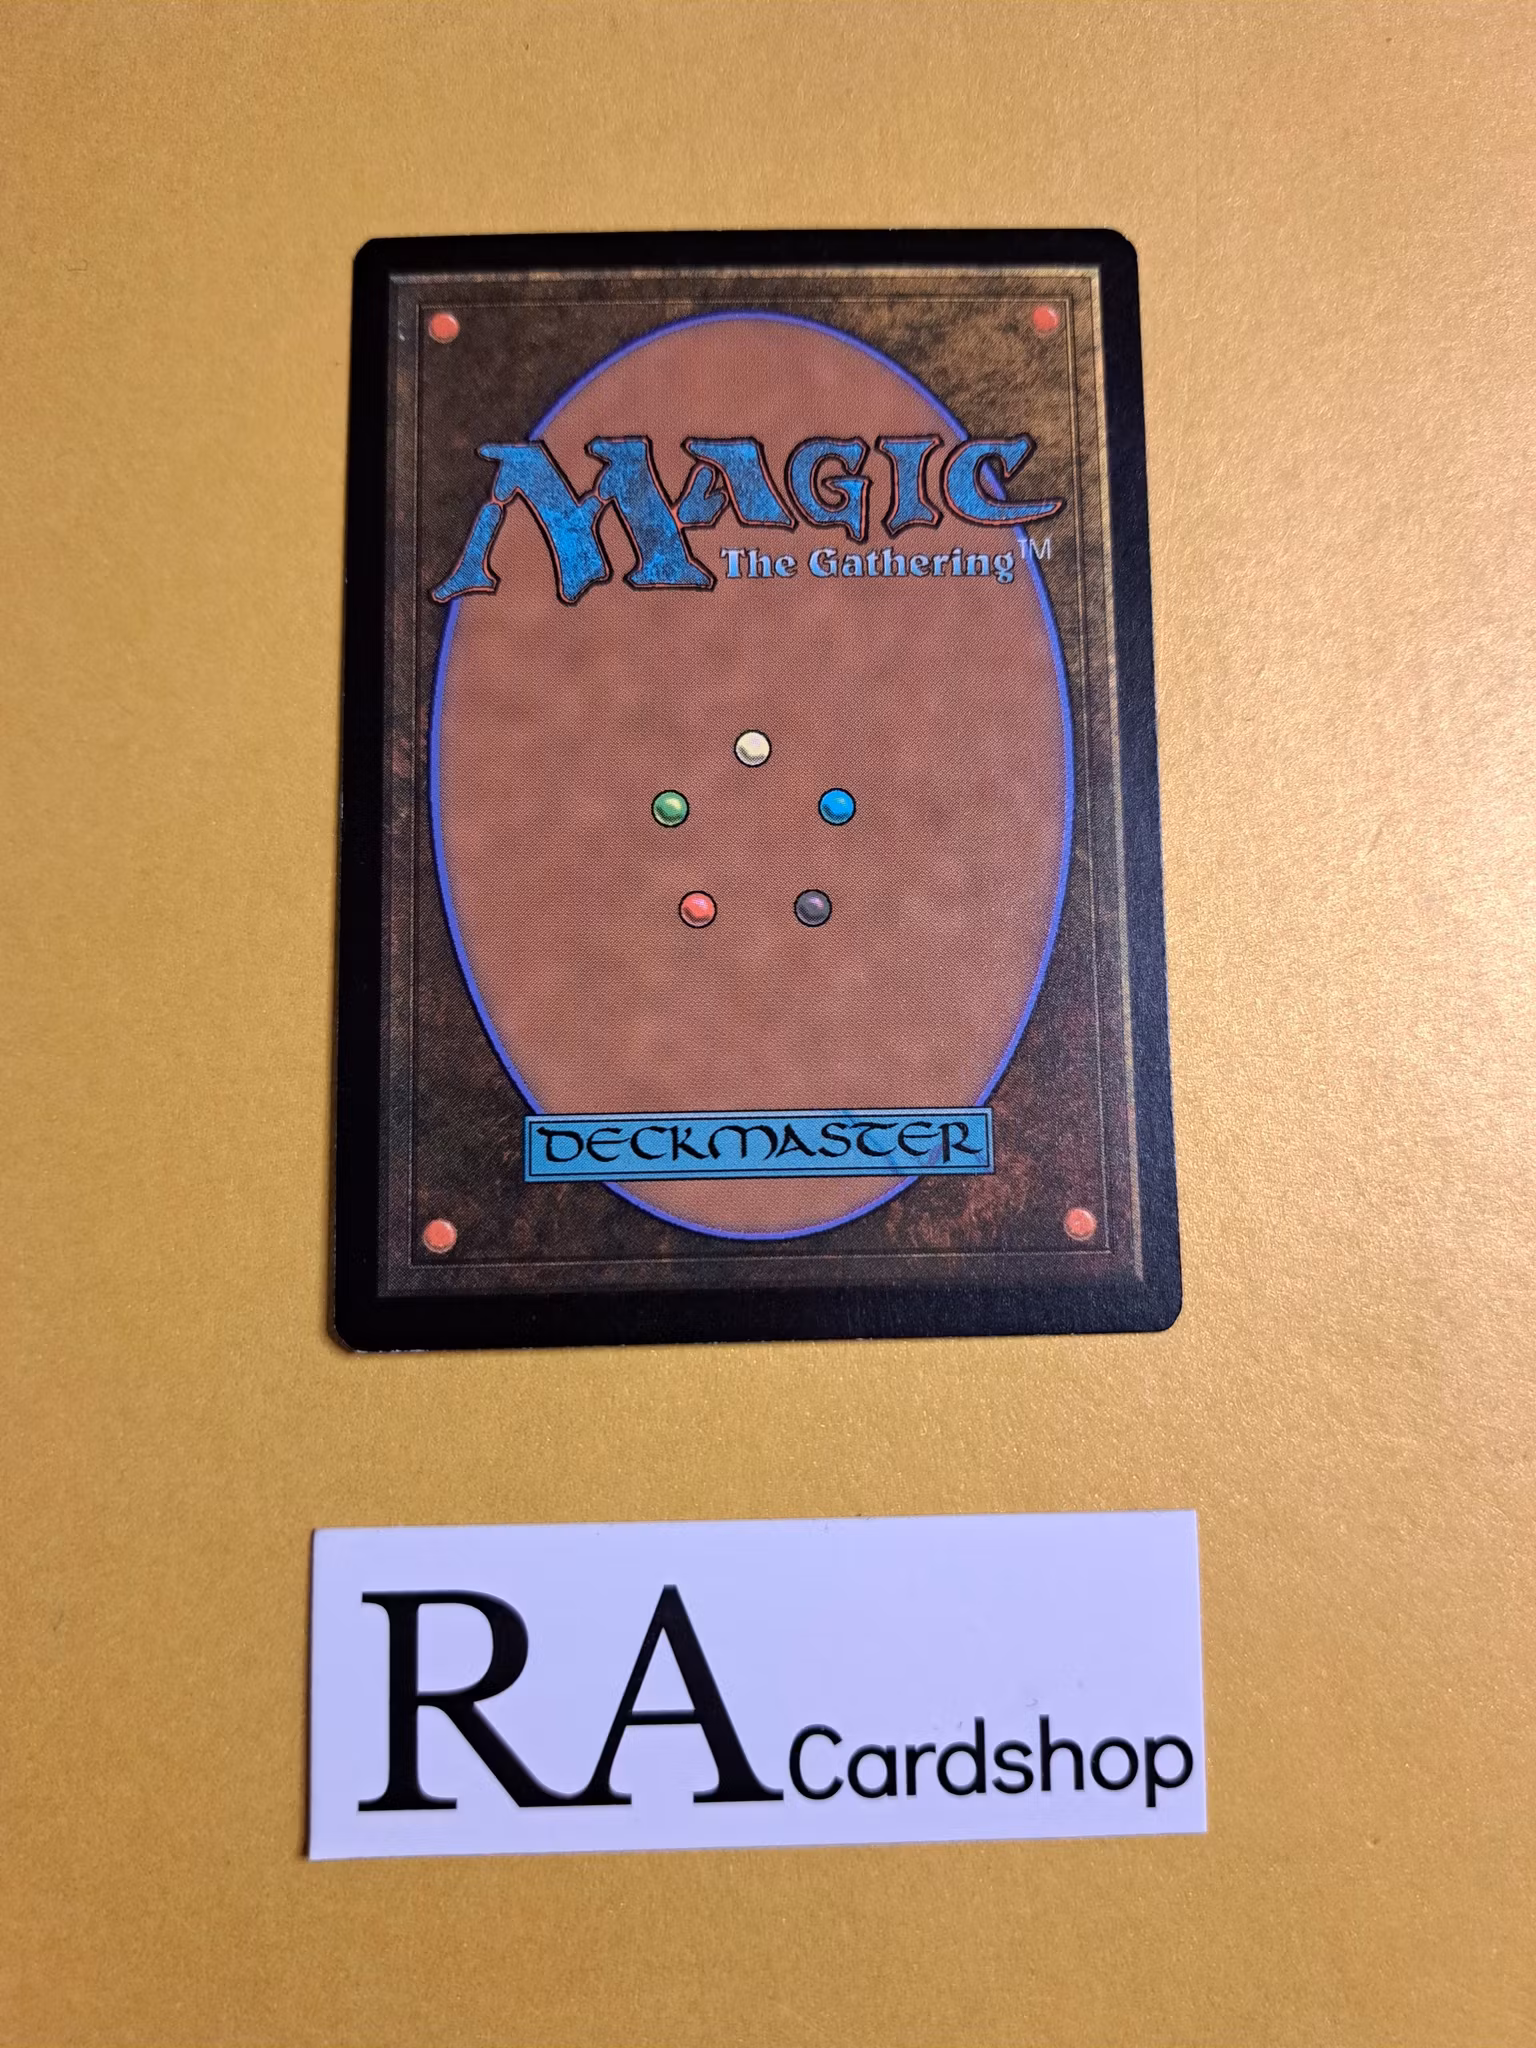 MAGIC
The Gathering™
DECKMASTER
RA Cardshop